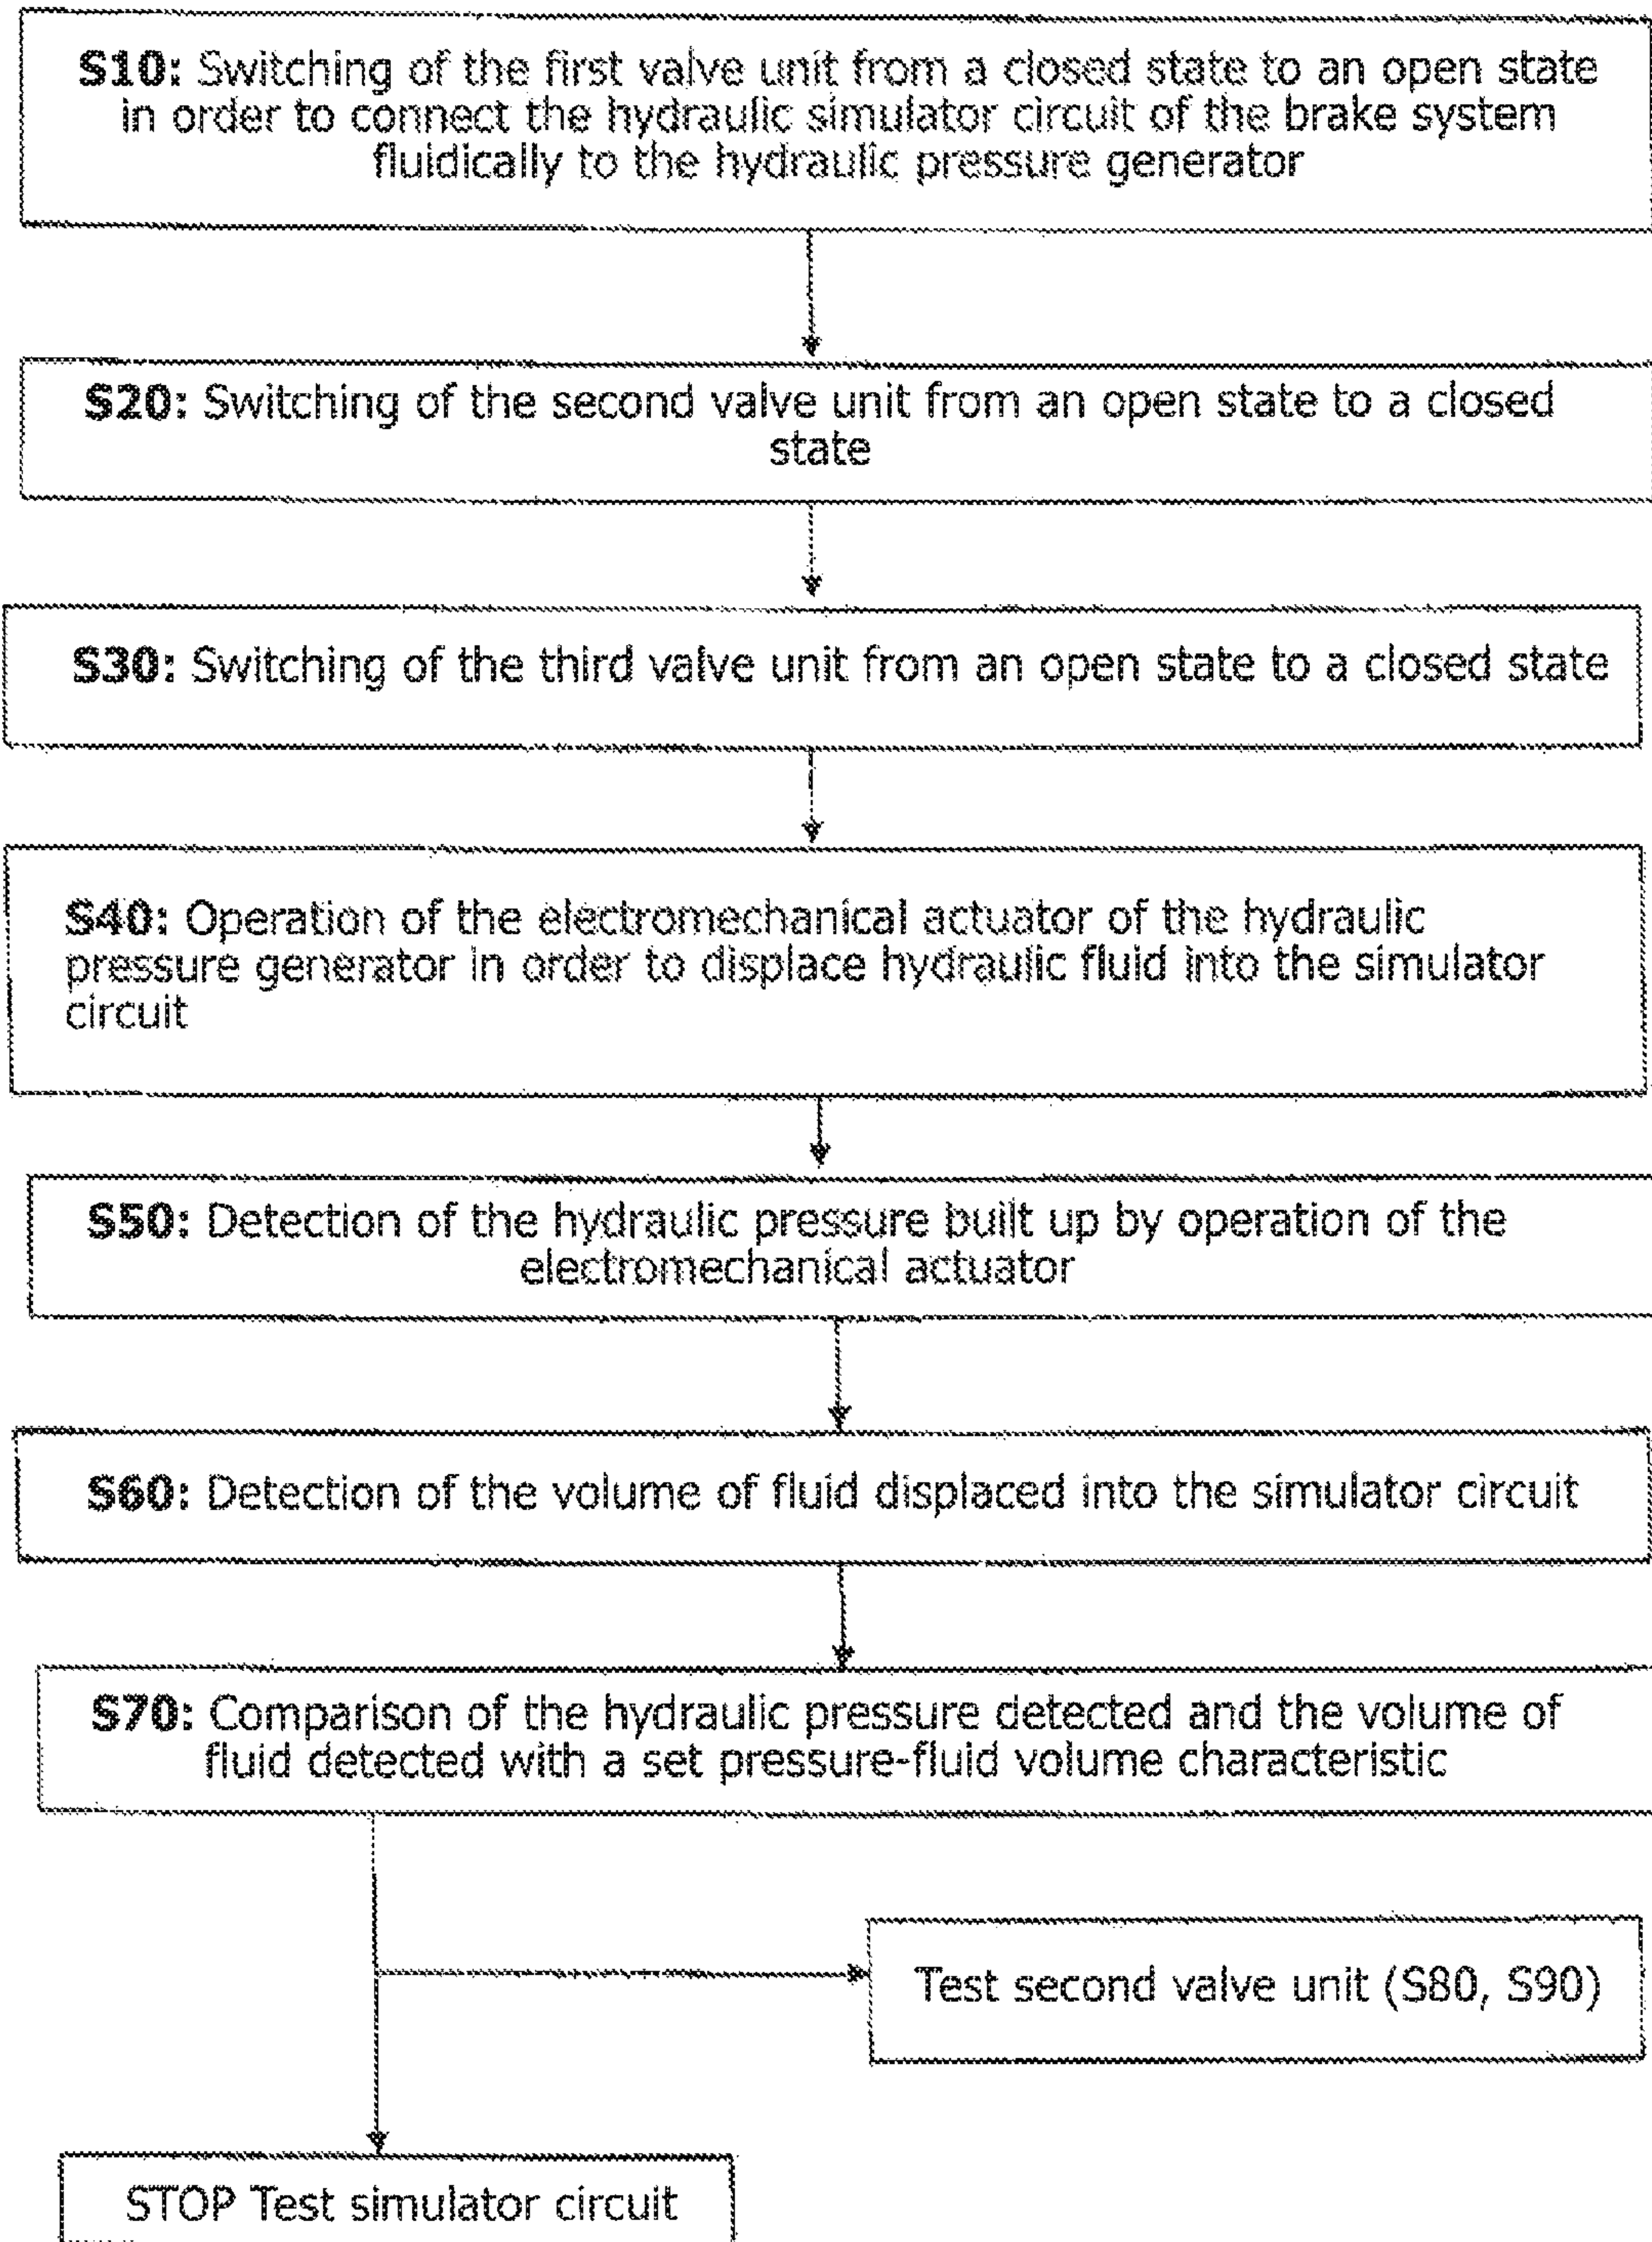 S10: Switching of the first valve unit from a closed state to an open state
in order to connect the hydraulic simulator circuit of the brake system
fluidically to the hydraulic pressure generator
S20: Switching of the second valve unit from an open state to a closed
state
S30: Switching of the third valve unit from an open state to a closed state
S40: Operation of the electromechanical actuator of the hydraulic
pressure generator in order to displace hydraulic fluid into the simulator
circuit
S50: Detection of the hydraulic pressure built up by operation of the
electromechanical actuator
S60: Detection of the volume of fluid displaced into the simulator circuit
S70: Comparison of the hydraulic pressure detected and the volume of
fluid detected with a set pressure-fluid volume characteristic
Test second valve unit (S80, S90)
STOP Test simulator circuit